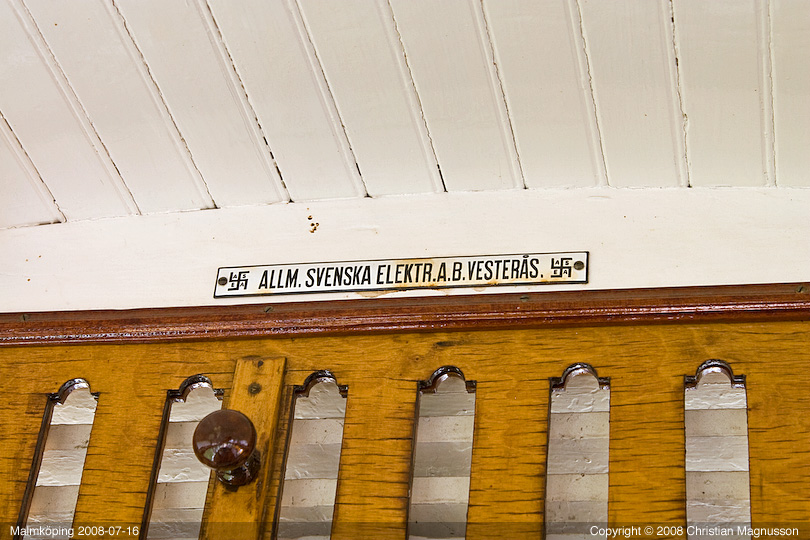 ALLM. SVENSKA ELEKTR.A.B.VESTERÅS.
Malmköping 2008-07-16
Copyright © 2008 Christian Magnusson